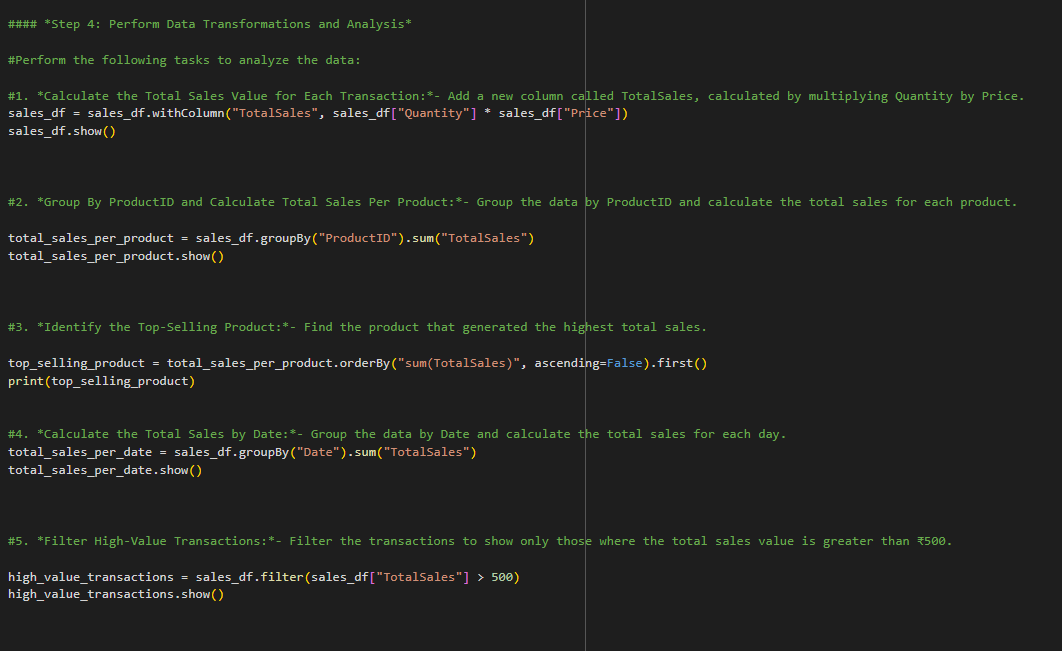 #### *Step 4: Perform Data Transformations and Analysis*
#Perform the following tasks to analyze the data:
#1. *Calculate the Total Sales Value for Each Transaction:*- Add a new column called TotalSales, calculated by multiplying Quantity by Price.
sales_df = sales_df.withColumn("TotalSales", sales_df["Quantity"] * sales_df["Price"])
sales_df.show()
#2. *Group By ProductID and Calculate Total Sales Per Product:*- Group the data by ProductID and calculate the total sales for each product.
total_sales_per_product = sales_df.groupBy("ProductID").sum("TotalSales")
total_sales_per_product.show()
#3. *Identify the Top-Selling Product:*- Find the product that generated the highest total sales.
top_selling_product = total_sales_per_product.orderBy("sum(TotalSales)", ascending=False).first()
print(top_selling_product)
#4. *Calculate the Total Sales by Date:*- Group the data by Date and calculate the total sales for each day.
total_sales_per_date = sales_df.groupBy("Date").sum("TotalSales")
total_sales_per_date.show()
#5. *Filter High-Value Transactions:*- Filter the transactions to show only those where the total sales value is greater than ₹500.
high_value_transactions = sales_df.filter(sales_df["TotalSales"] > 500)
high_value_transactions.show()